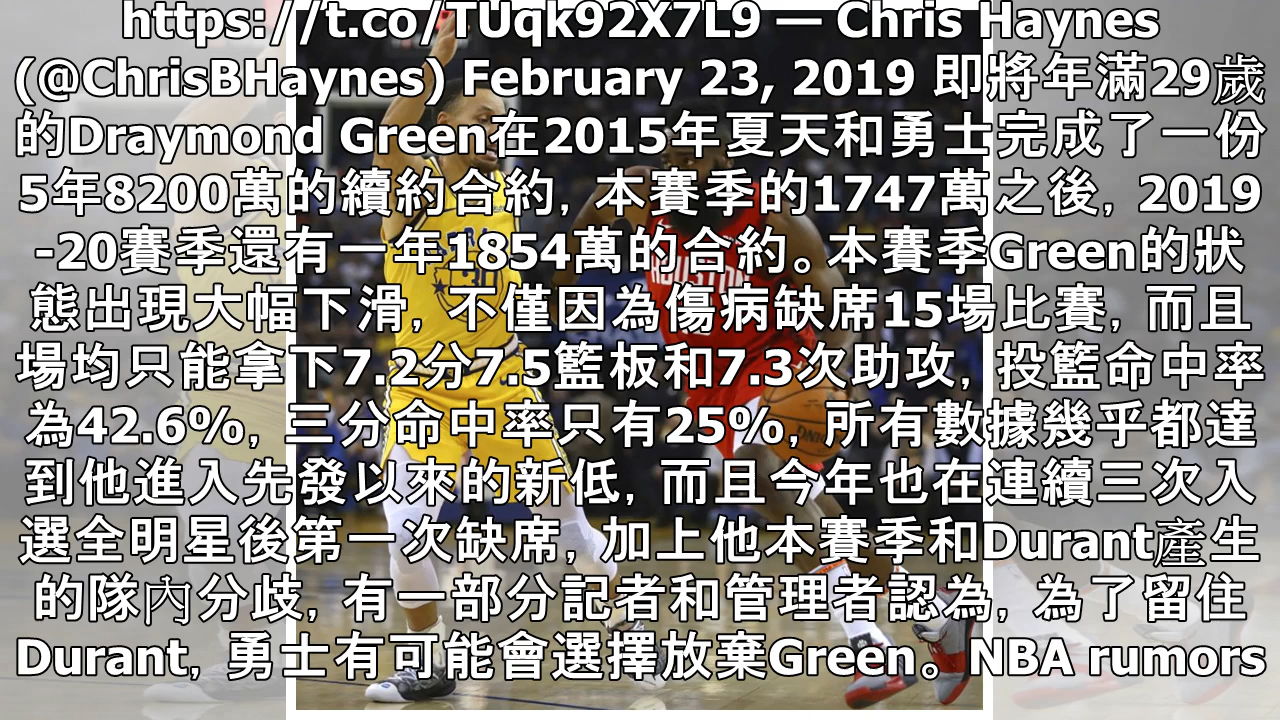 https://t.co/TUqk92X7L9 — Chris Haynes
(@ChrisBHaynes) February 23, 2019 即將年滿29歲
的Draymond Green在2015年夏天和勇士完成了一份
5年8200萬的續約合約, 本賽季的1747萬之後, 2019
-20賽季還有一年1854萬的合約。本賽季Green的狀
態出現大幅下滑, 不僅因為傷病缺席15場比賽, 而且
場均只能拿下7.2分7.5籃板和7.3次助攻, 投籃命中率
為42.6%, 三分命中率只有25%, 所有數據幾乎都達
到他進入先發以來的新低, 而且今年也在連續三次入
選全明星後第一次缺席, 加上他本賽季和Durant產生
的隊內分歧, 有一部分記者和管理者認為, 為了留住
Durant, 勇士有可能會選擇放棄Green。NBA rumors
HOUSTON
30